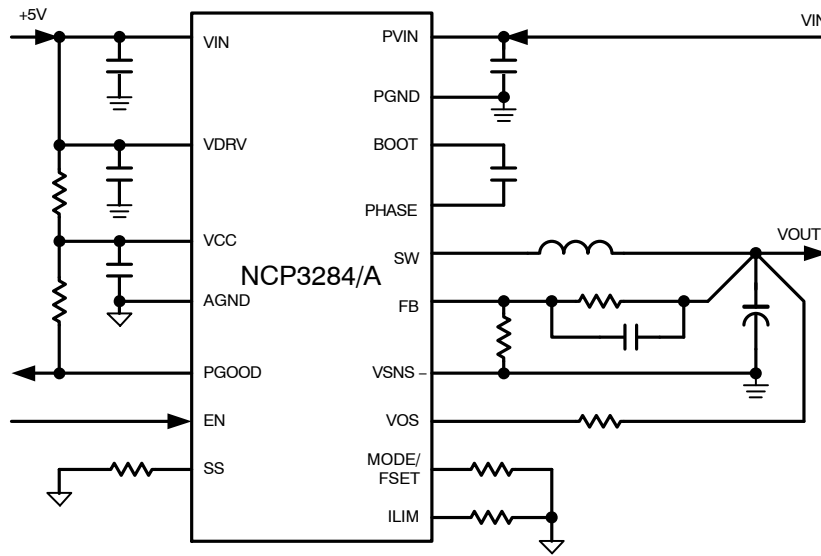 +5V
VIN
VIN
PVIN
PGND
VDRV
BOOT
PHASE
VCC
SW
VOUT
NCP3284/A
AGND
FB
PGOOD
VSNS –
EN
VOS
SS
MODE/
FSET
ILIM